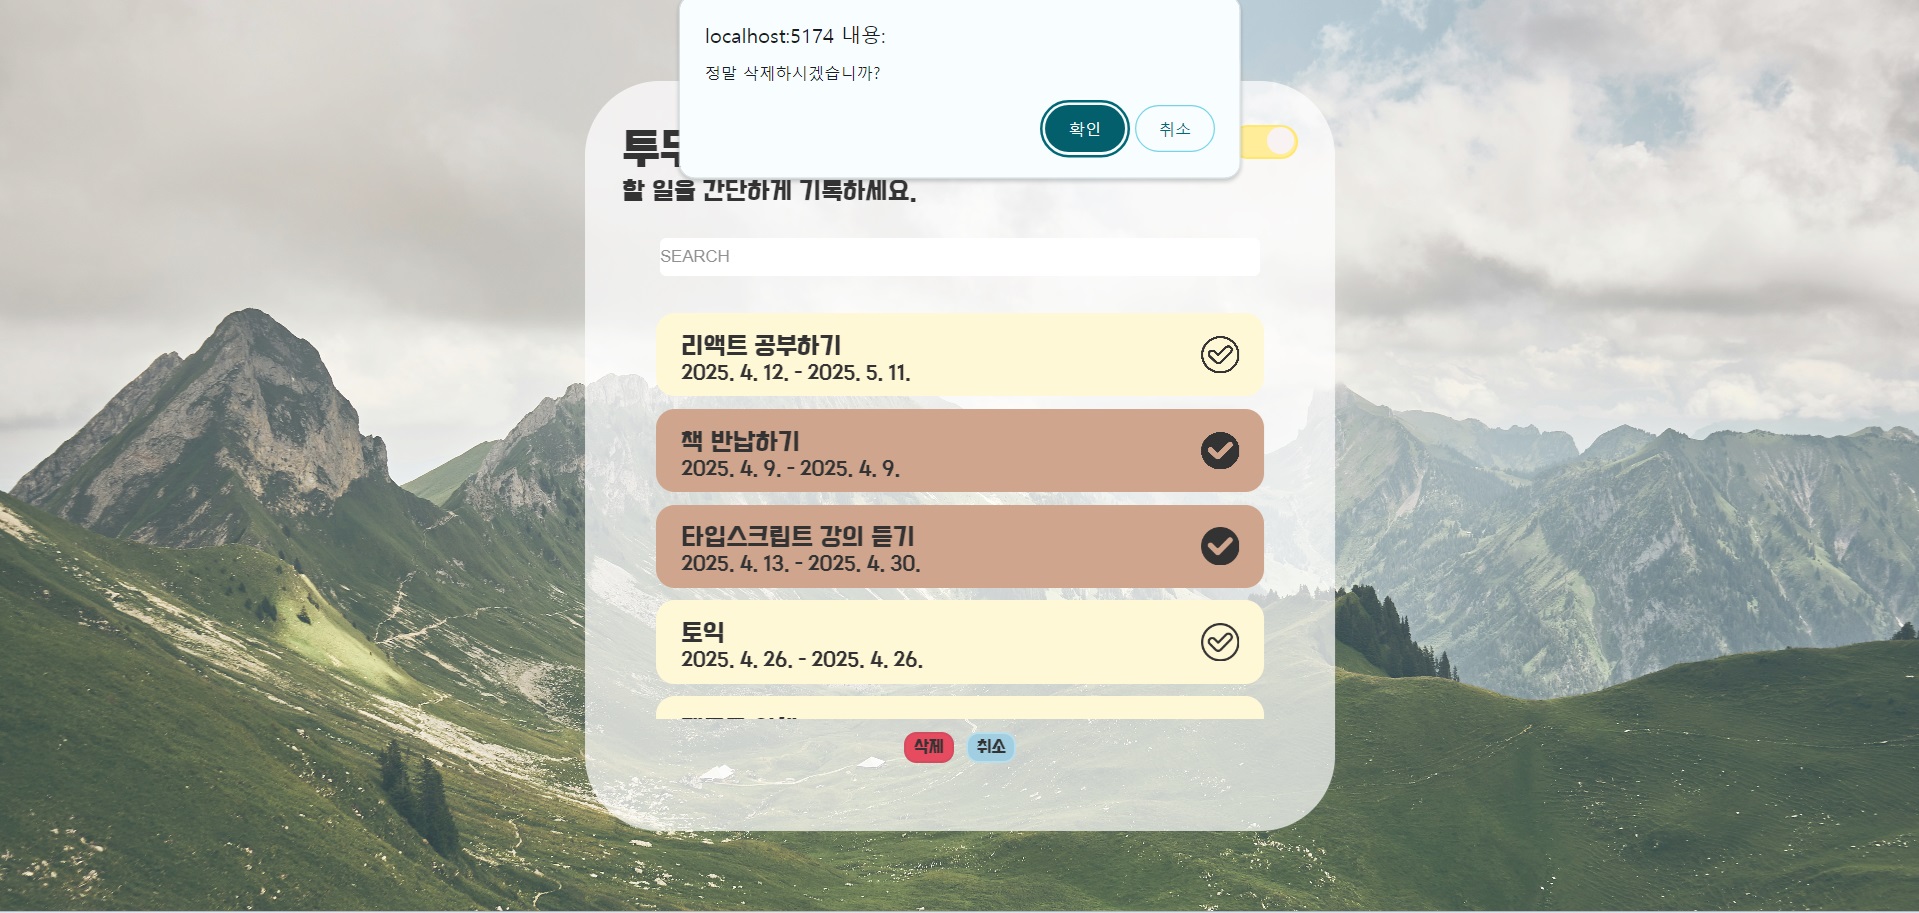 localhost:5174 내용:
정말 삭제하시겠습니까?
확인
취소
할 일을 간단하게 기록하세요.
SEARCH
리액트 공부하기
2025. 4. 12. - 2025. 5. 11.
책 반납하기
2025. 4. 9. - 2025. 4. 9.
타입스크립트 강의 듣기
2025. 4. 13. - 2025. 4. 30.
토익
2025. 4. 26. - 2025. 4. 26.
삭제
취소